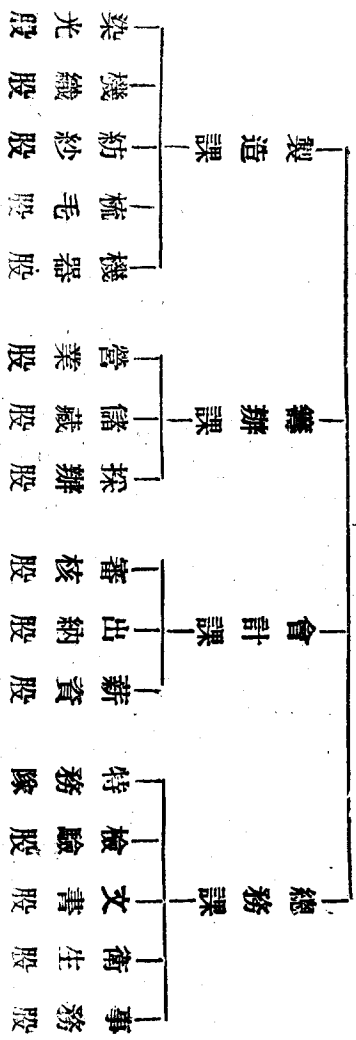 總務課
會計課
籌辦課
製造課
事務股
衛生股
文書股
檢驗股
特務隊
薪資股
出納股
審核股
採辦股
儲藏股
營業股
機器股
梳毛股
紡紗股
機織股
染光股